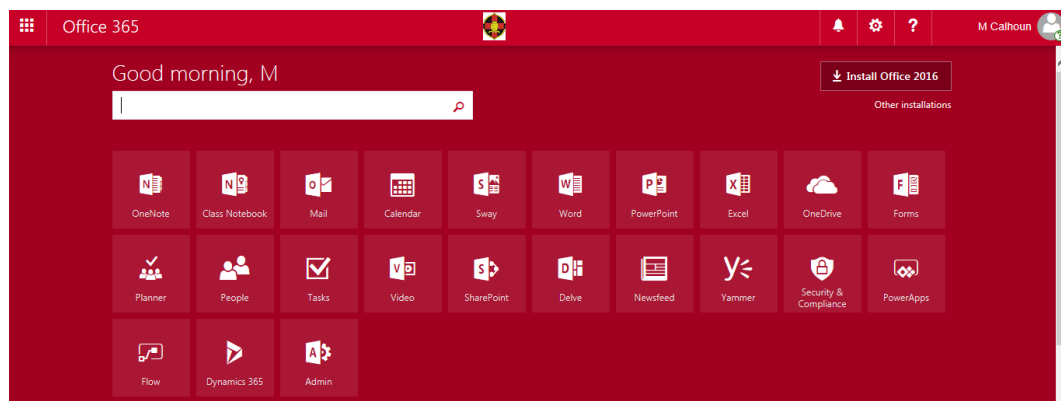 Office 365
M Calhoun
Good morning, M
Install Office 2016
Other installations
OneNote
Class Notebook
Mail
Calendar
Sway
Word
PowerPoint
Excel
OneDrive
Forms
Planner
People
Tasks
Video
SharePoint
Delve
Newsfeed
Yammer
Security &
Compliance
PowerApps
Flow
Dynamics 365
Admin